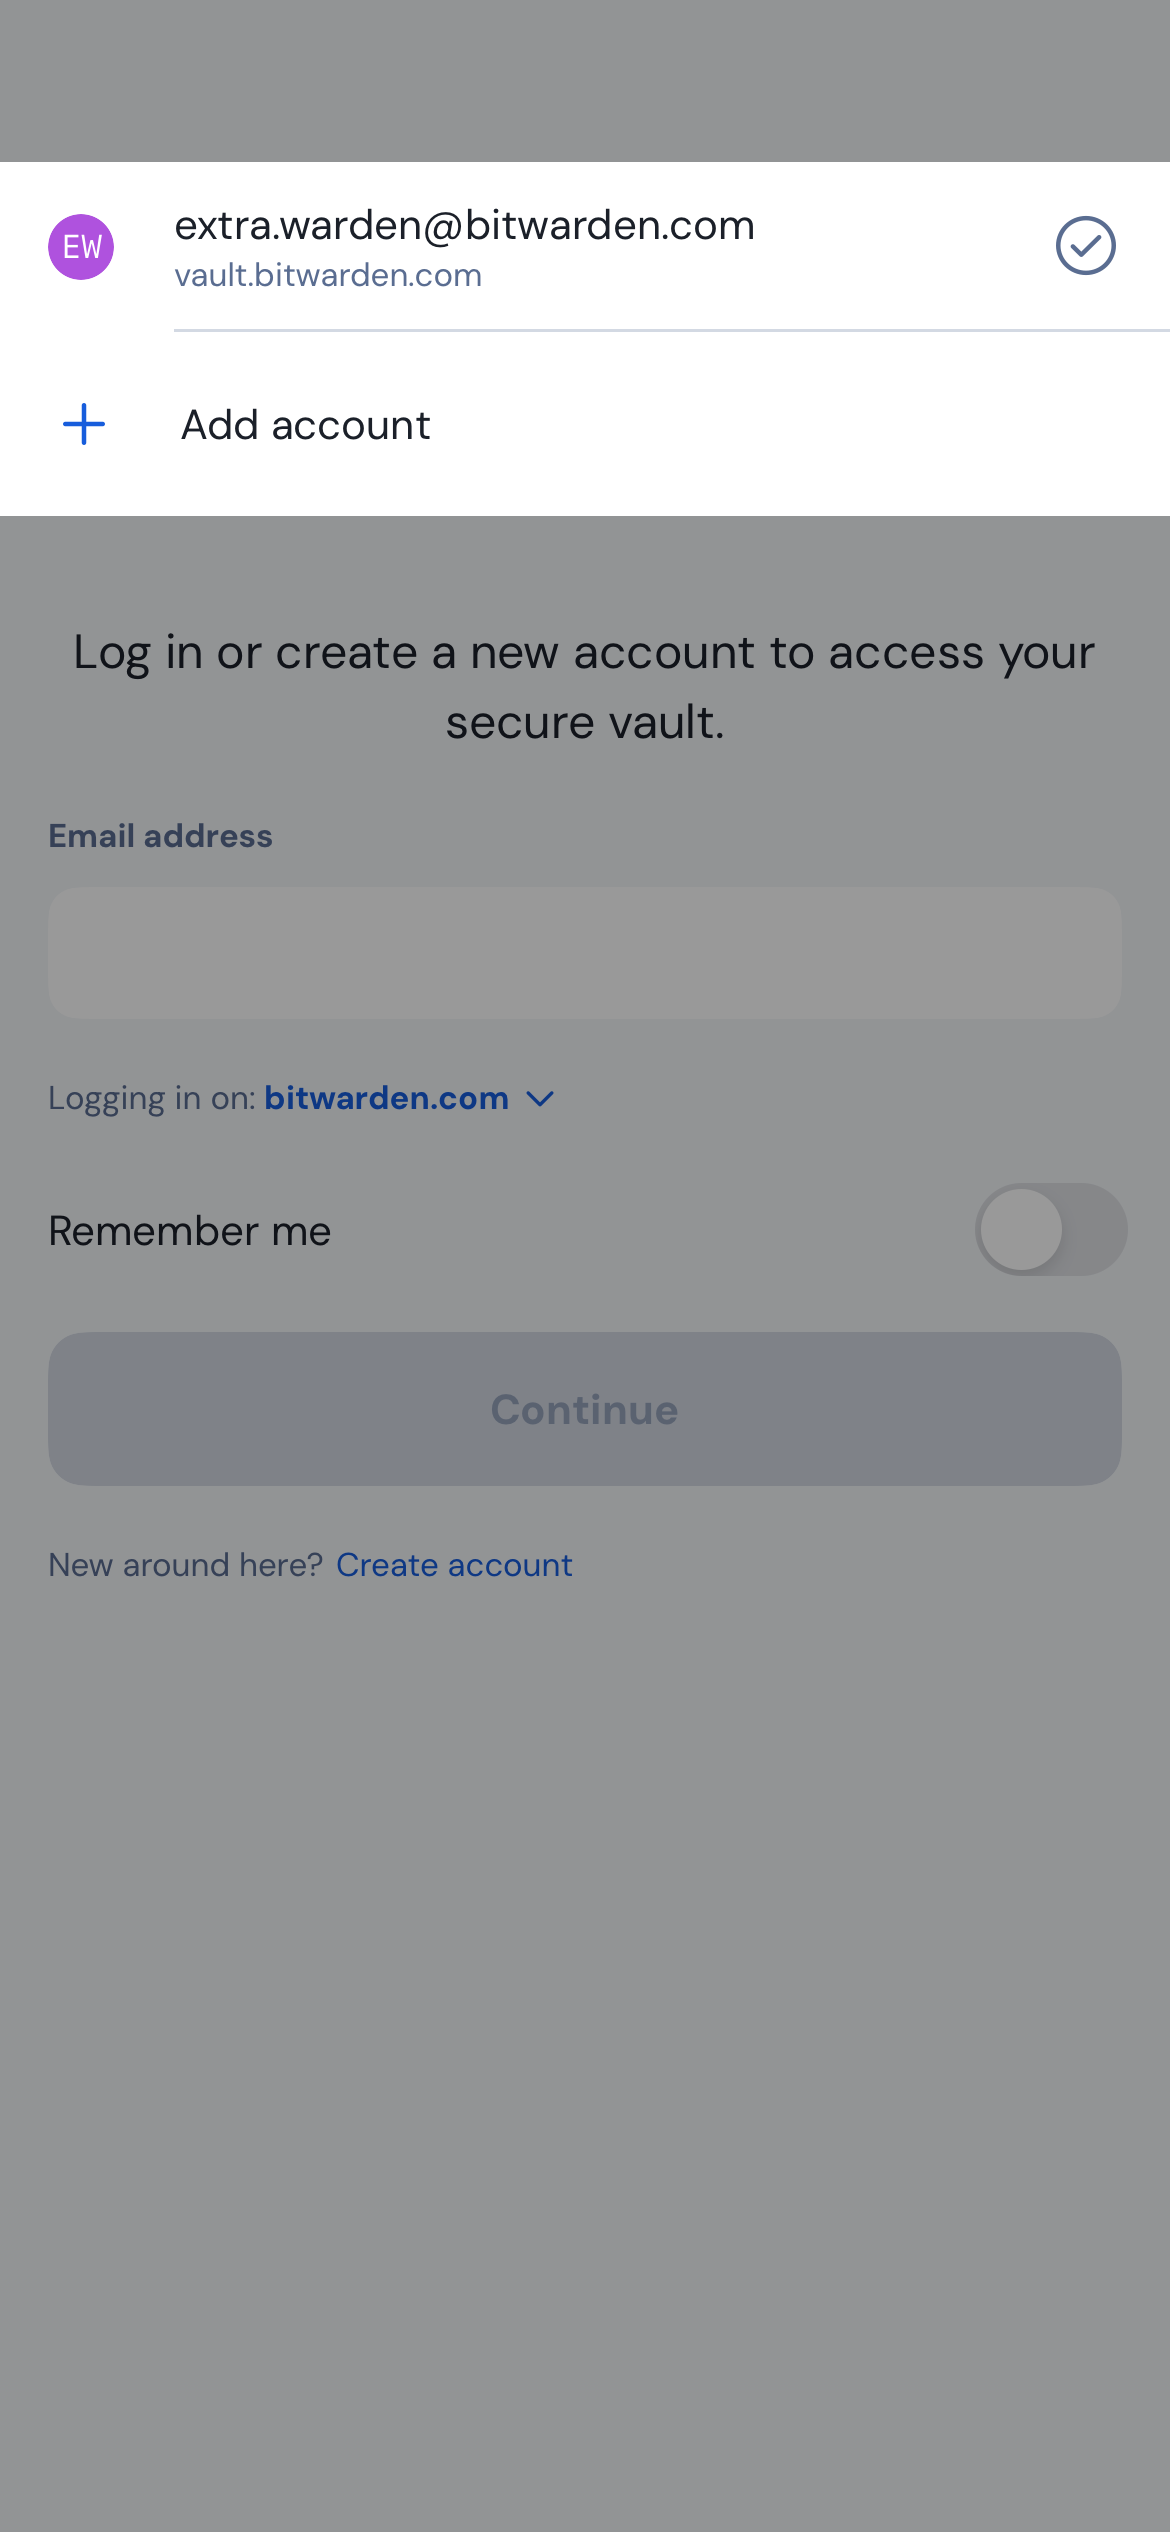 EW
extra.warden@bitwarden.com
vault.bitwarden.com
Add account
Log in or create a new account to access your
secure vault.
Email address
Logging in on: bitwarden.com
Remember me
Continue
New around here? Create account